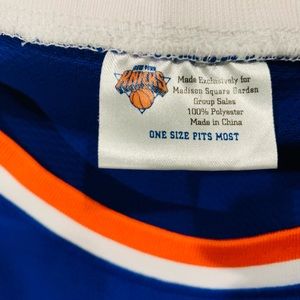 NEW YORK
KNICKS
Made Exclusively for
Madison Square Garden
Group Sales
100% Polyester
Made in China
ONE SIZE FITS MOST